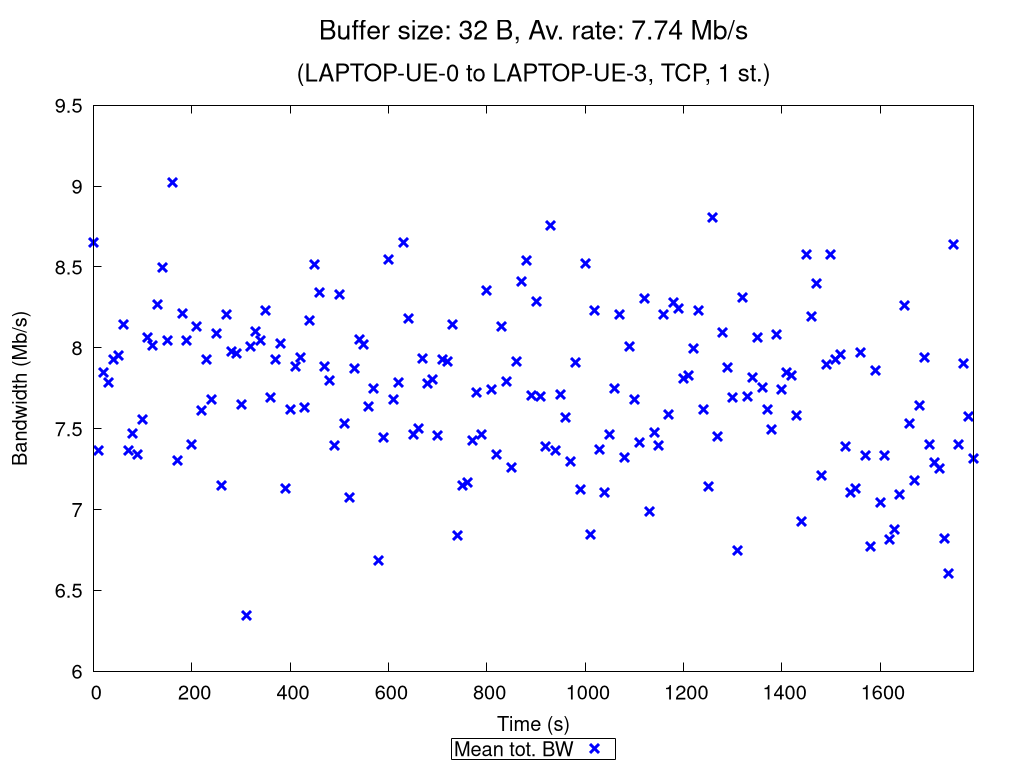 Buffer size: 32 B, Av. rate: 7.74 Mb/s
(LAPTOP-UE-0 to LAPTOP-UE-3, TCP, 1 st.)
9.5
9
8.5
8
7.5
7
6.5
6
Bandwidth (Mb/s)
0 200 400 600 800 1000 1200 1400 1600
Time (s)
Mean tot. BW